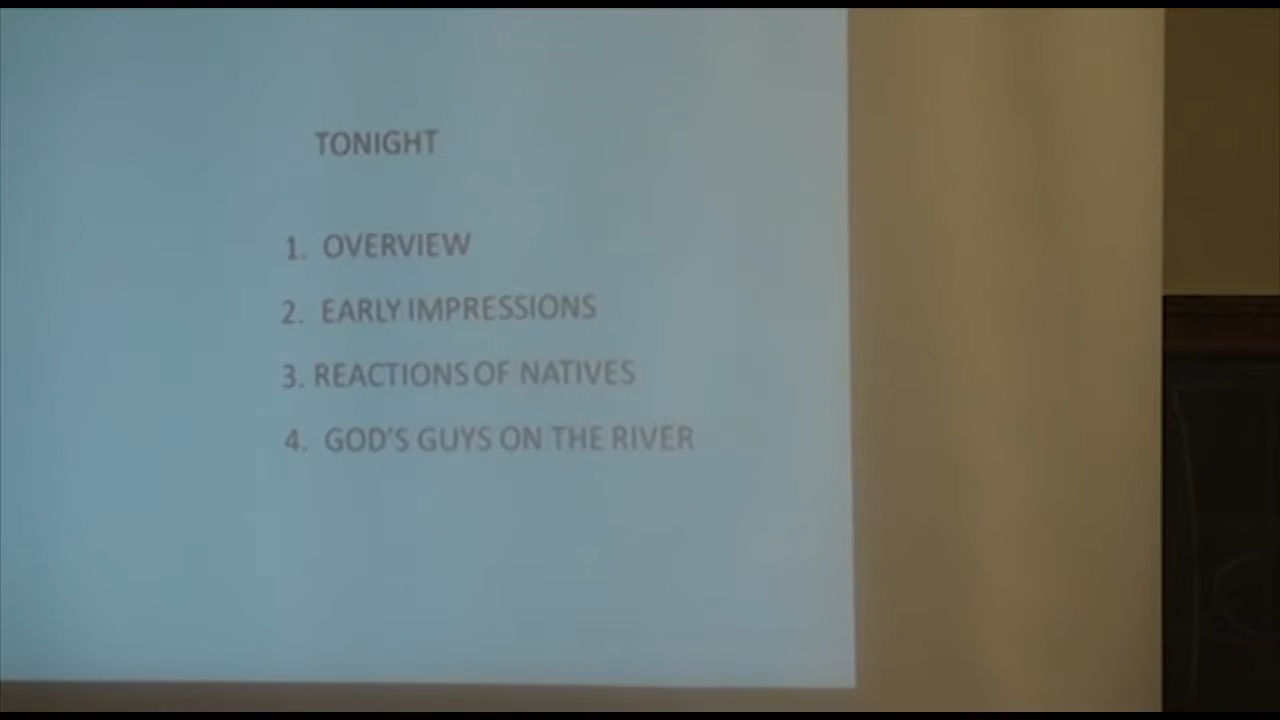 TONIGHT
1. OVERVIEW
2. EARLY IMPRESSIONS
3. REACTIONS OF NATIVES
4. GOD'S GUYS ON THE RIVER